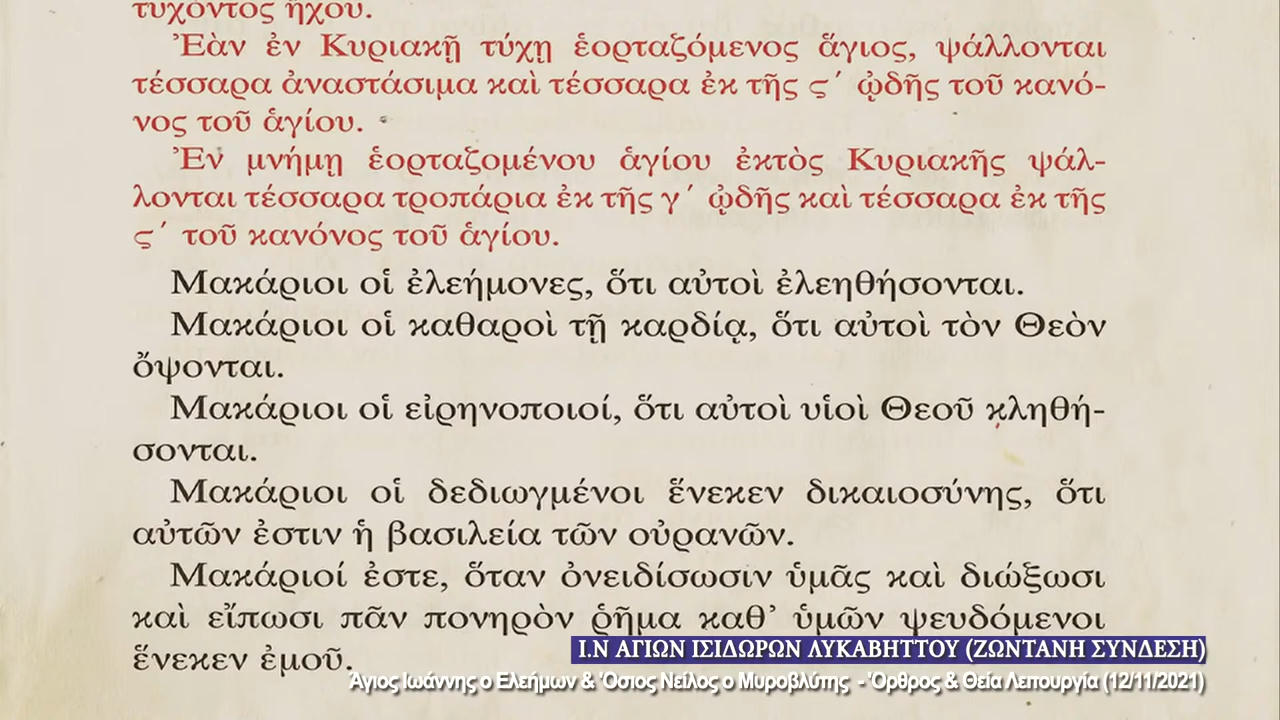 τυχόντος ἤχου.
Ἐὰν ἐν Κυριακῇ τύχῃ ἑορταζόμενος ἅγιος, ψάλλονται
τέσσαρα ἀναστάσιμα καὶ τέσσαρα ἐκ τῆς ϛ΄ ᾠδῆς τοῦ κανό-
νος τοῦ ἁγίου.
Ἐν μνήμῃ ἑορταζομένου ἁγίου ἐκτὸς Κυριακῆς ψάλ-
λονται τέσσαρα τροπάρια ἐκ τῆς γ΄ ᾠδῆς καὶ τέσσαρα ἐκ τῆς
ϛ΄ τοῦ κανόνος τοῦ ἁγίου.
Μακάριοι οἱ ἐλεήμονες, ὅτι αὐτοὶ ἐλεηθήσονται.
Μακάριοι οἱ καθαροὶ τῇ καρδίᾳ, ὅτι αὐτοὶ τὸν Θεὸν
ὄψονται.
Μακάριοι οἱ εἰρηνοποιοί, ὅτι αὐτοὶ υἱοὶ Θεοῦ κληθή-
σονται.
Μακάριοι οἱ δεδιωγμένοι ἕνεκεν δικαιοσύνης, ὅτι
αὐτῶν ἐστιν ἡ βασιλεία τῶν οὐρανῶν.
Μακάριοί ἐστε, ὅταν ὀνειδίσωσιν ὑμᾶς καὶ διώξωσι
καὶ εἴπωσι πᾶν πονηρὸν ῥῆμα καθ’ ὑμῶν ψευδόμενοι
ἕνεκεν ἐμοῦ.
Ι.Ν ΑΓΙΩΝ ΙΣΙΔΩΡΩΝ ΛΥΚΑΒΗΤΤΟΥ (ΖΩΝΤΑΝΗ ΣΥΝΔΕΣΗ)
Άγιος Ιωάννης ο Ελεήμων & Όσιος Νείλος ο Μυροβλύτης - Όρθρος & Θεία Λειτουργία (12/11/2021)